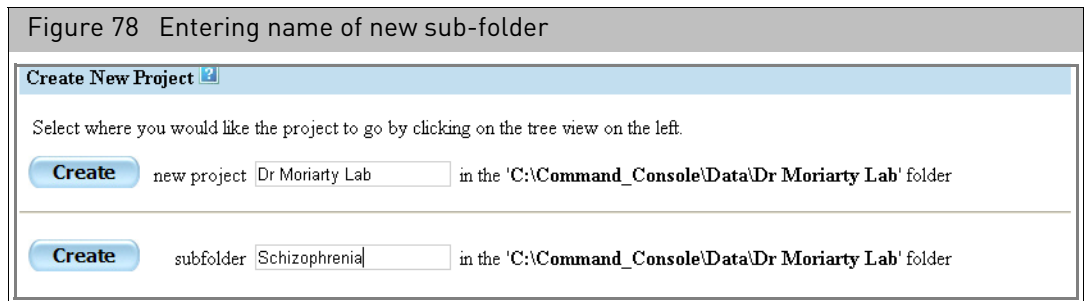 Figure 78 Entering name of new sub-folder
Create New Project ?
Select where you would like the project to go by clicking on the tree view on the left.
Create new project Dr Moriarty Lab in the 'C:\Command_Console\Data\Dr Moriarty Lab' folder
Create subfolder Schizophrenia in the 'C:\Command_Console\Data\Dr Moriarty Lab' folder